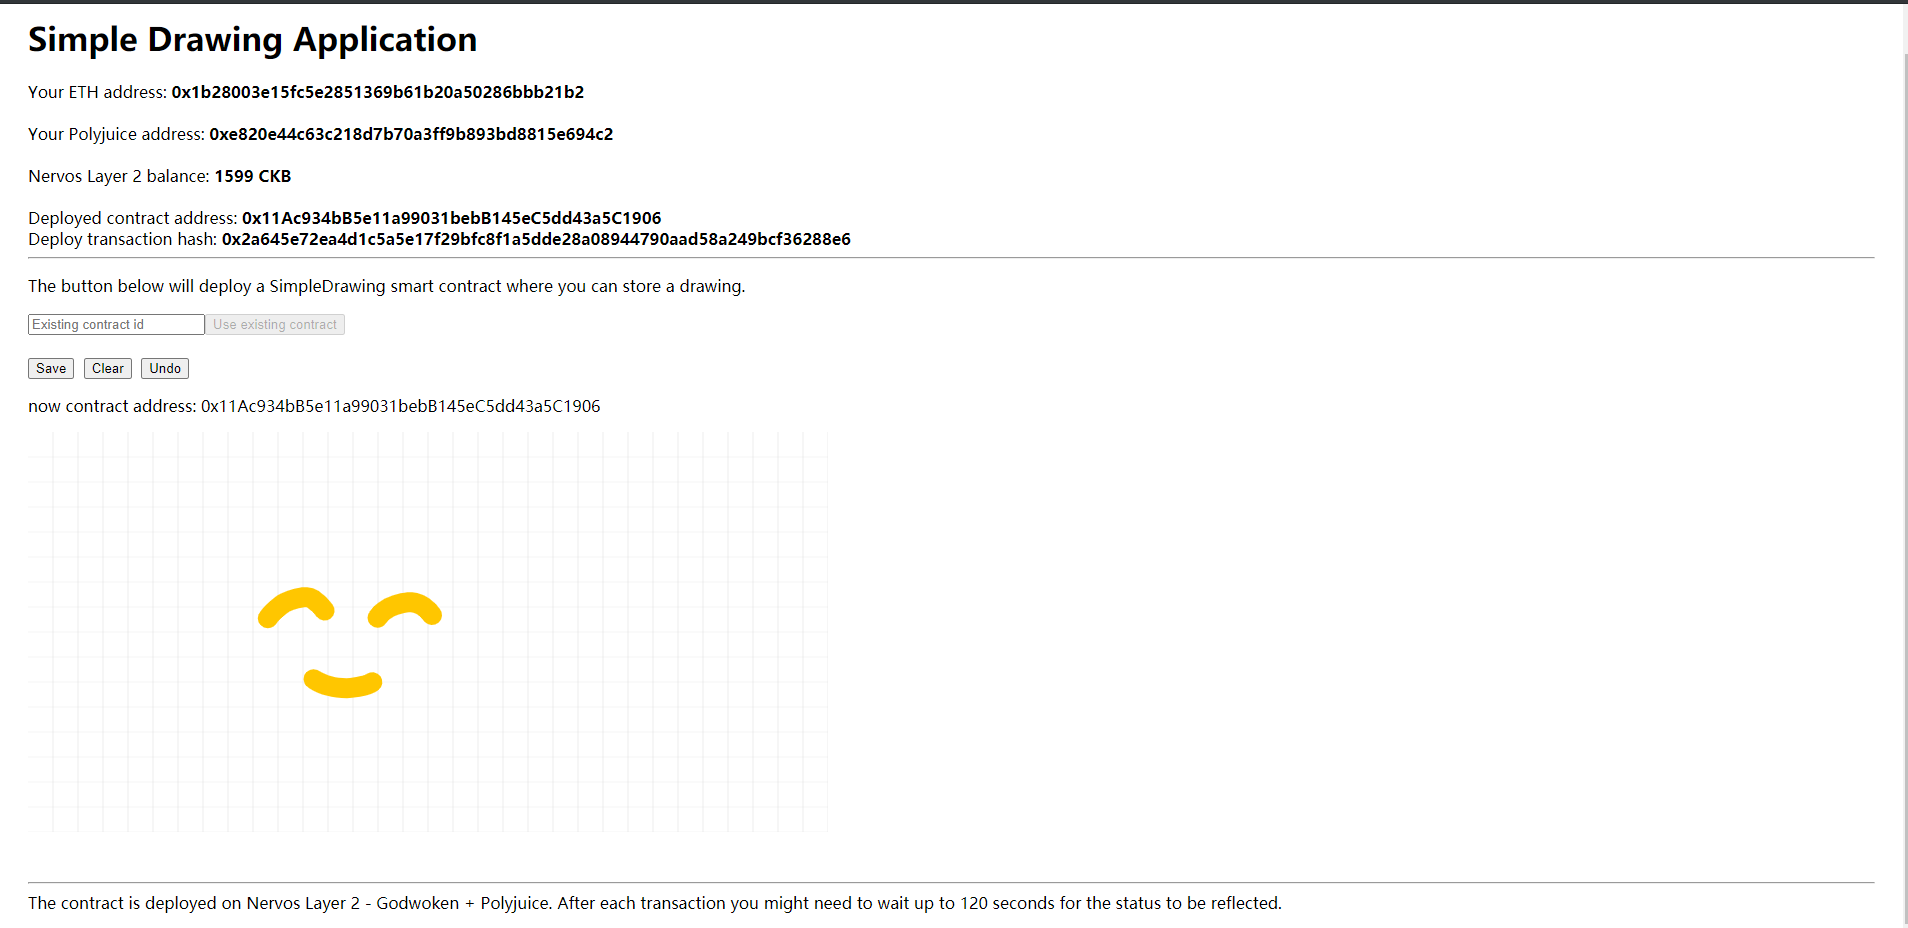 Simple Drawing Application
Your ETH address: 0x1b28003e15fc5e2851369b61b20a50286bbb21b2
Your Polyjuice address: 0xe820e44c63c218d7b70a3ff9b893bd8815e694c2
Nervos Layer 2 balance: 1599 CKB
Deployed contract address: 0x11Ac934bB5e11a99031bebB145eC5dd43a5C1906
Deploy transaction hash: 0x2a645e72ea4d1c5a5e17f29bfc8f1a5dde28a08944790aad58a249bcf36288e6
The button below will deploy a SimpleDrawing smart contract where you can store a drawing.
Existing contract id Use existing contract
Save Clear Undo
now contract address: 0x11Ac934bB5e11a99031bebB145eC5dd43a5C1906
The contract is deployed on Nervos Layer 2 - Godwoken + Polyjuice. After each transaction you might need to wait up to 120 seconds for the status to be reflected.